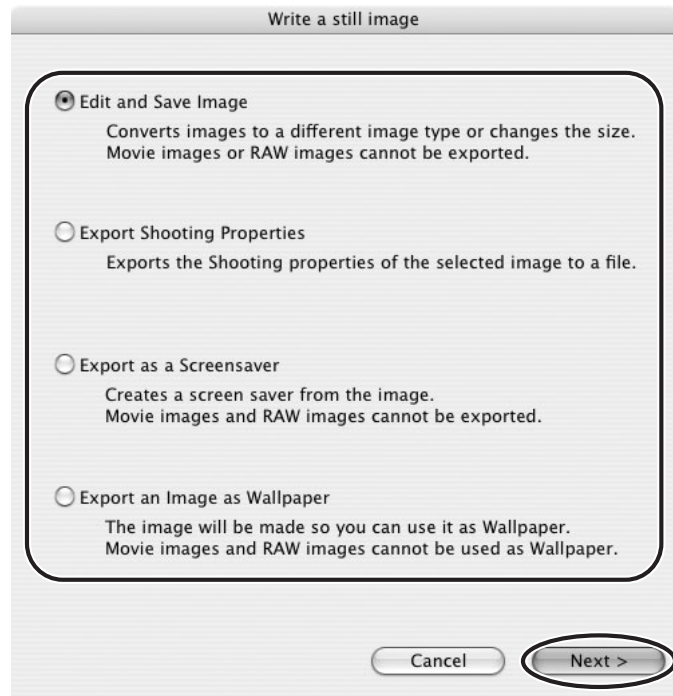 Write a still image
Edit and Save Image
Converts images to a different image type or changes the size.
Movie images or RAW images cannot be exported.
Export Shooting Properties
Exports the Shooting properties of the selected image to a file.
Export as a Screensaver
Creates a screen saver from the image.
Movie images and RAW images cannot be exported.
Export an Image as Wallpaper
The image will be made so you can use it as Wallpaper.
Movie images and RAW images cannot be used as Wallpaper.
Cancel
Next >